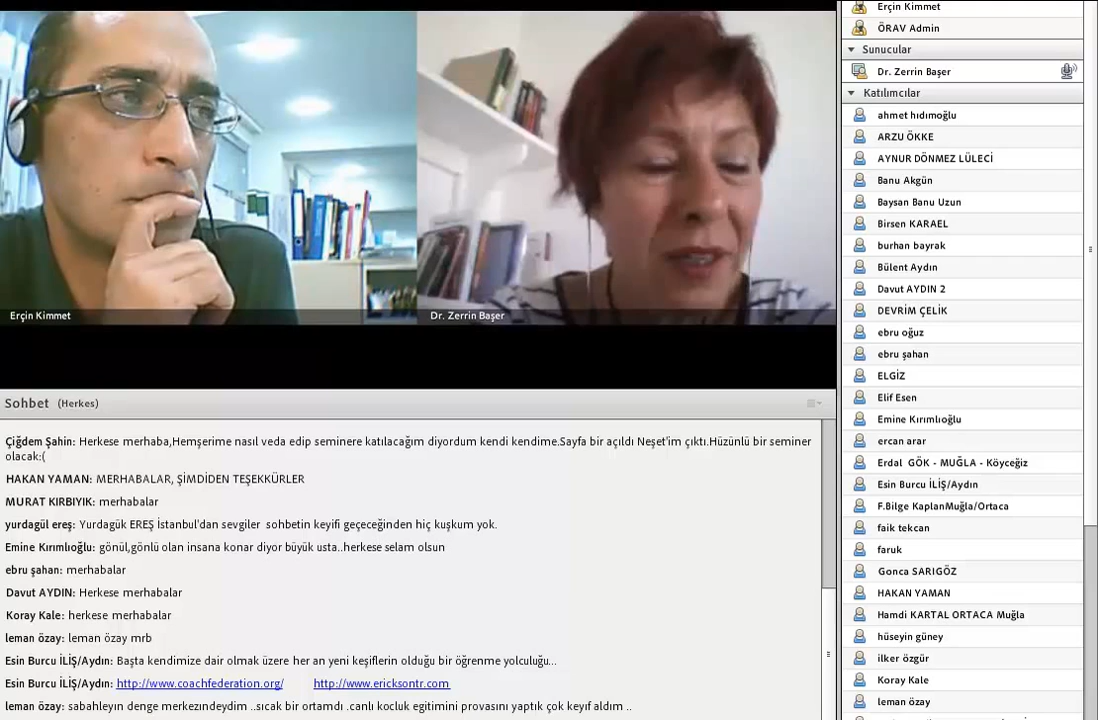 Erçin Kimmet
Dr. Zerrin Başer
Sohbet (Herkes)
Çiğdem Şahin: Herkese merhaba,Hemşerime nasıl veda edip seminere katılacağım diyordum kendi kendime.Sayfa bir açıldı Neşet'im çıktı.Hüzünlü bir seminer
olacak:(
HAKAN YAMAN: MERHABALAR, ŞİMDİDEN TEŞEKKÜRLER
MURAT KIRBIYIK: merhabalar
yurdagül ereş: Yurdagük EREŞ İstanbul'dan sevgiler sohbetin keyifi geçeceğinden hiç kuşkum yok.
Emine Kırımlıoğlu: gönül,gönlü olan insana konar diyor büyük usta..herkese selam olsun
ebru şahan: merhabalar
Davut AYDIN: Herkese merhabalar
Koray Kale: herkese merhabalar
leman özay: leman özay mrb
Esin Burcu İLİŞ/Aydın: Başta kendimize dair olmak üzere her an yeni keşiflerin olduğu bir öğrenme yolculuğu...
Esin Burcu İLİŞ/Aydın: http://www.coachfederation.org/ http://www.ericksontr.com
leman özay: sabahleyın denge merkezındeydim ..sıcak bir ortamdı .canlı kocluk egitimini provasını yaptık çok keyıf aldım ..
Erçin Kimmet
ÖRAV Admin
Sunucular
Dr. Zerrin Başer
Katılımcılar
ahmet hıdımoğlu
ARZU ÖKKE
AYNUR DÖNMEZ LÜLECİ
Banu Akgün
Baysan Banu Uzun
Birsen KARAEL
burhan bayrak
Bülent Aydın
Davut AYDIN 2
DEVRİM ÇELİK
ebru oğuz
ebru şahan
ELGİZ
Elif Esen
Emine Kırımlıoğlu
ercan arar
Erdal GÖK - MUĞLA - Köyceğiz
Esin Burcu İLİŞ/Aydın
F.Bilge KaplanMuğla/Ortaca
faik tekcan
faruk
Gonca SARIGÖZ
HAKAN YAMAN
Hamdi KARTAL ORTACA Muğla
hüseyin güney
ilker özgür
Koray Kale
leman özay